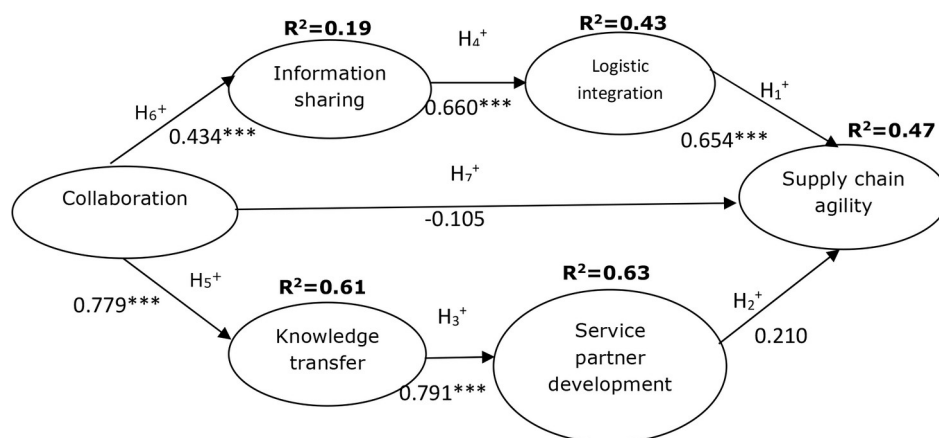 R²=0.19
H₄⁺
R²=0.43
Information
sharing
Logistic
integration
H₁⁺
H₆⁺
0.434***
0.660***
0.654***
R²=0.47
Collaboration
H₇⁺
-0.105
Supply chain
agility
H₅⁺
0.779***
R²=0.61
H₃⁺
R²=0.63
H₂⁺
0.210
Knowledge
transfer
0.791***
Service
partner
development